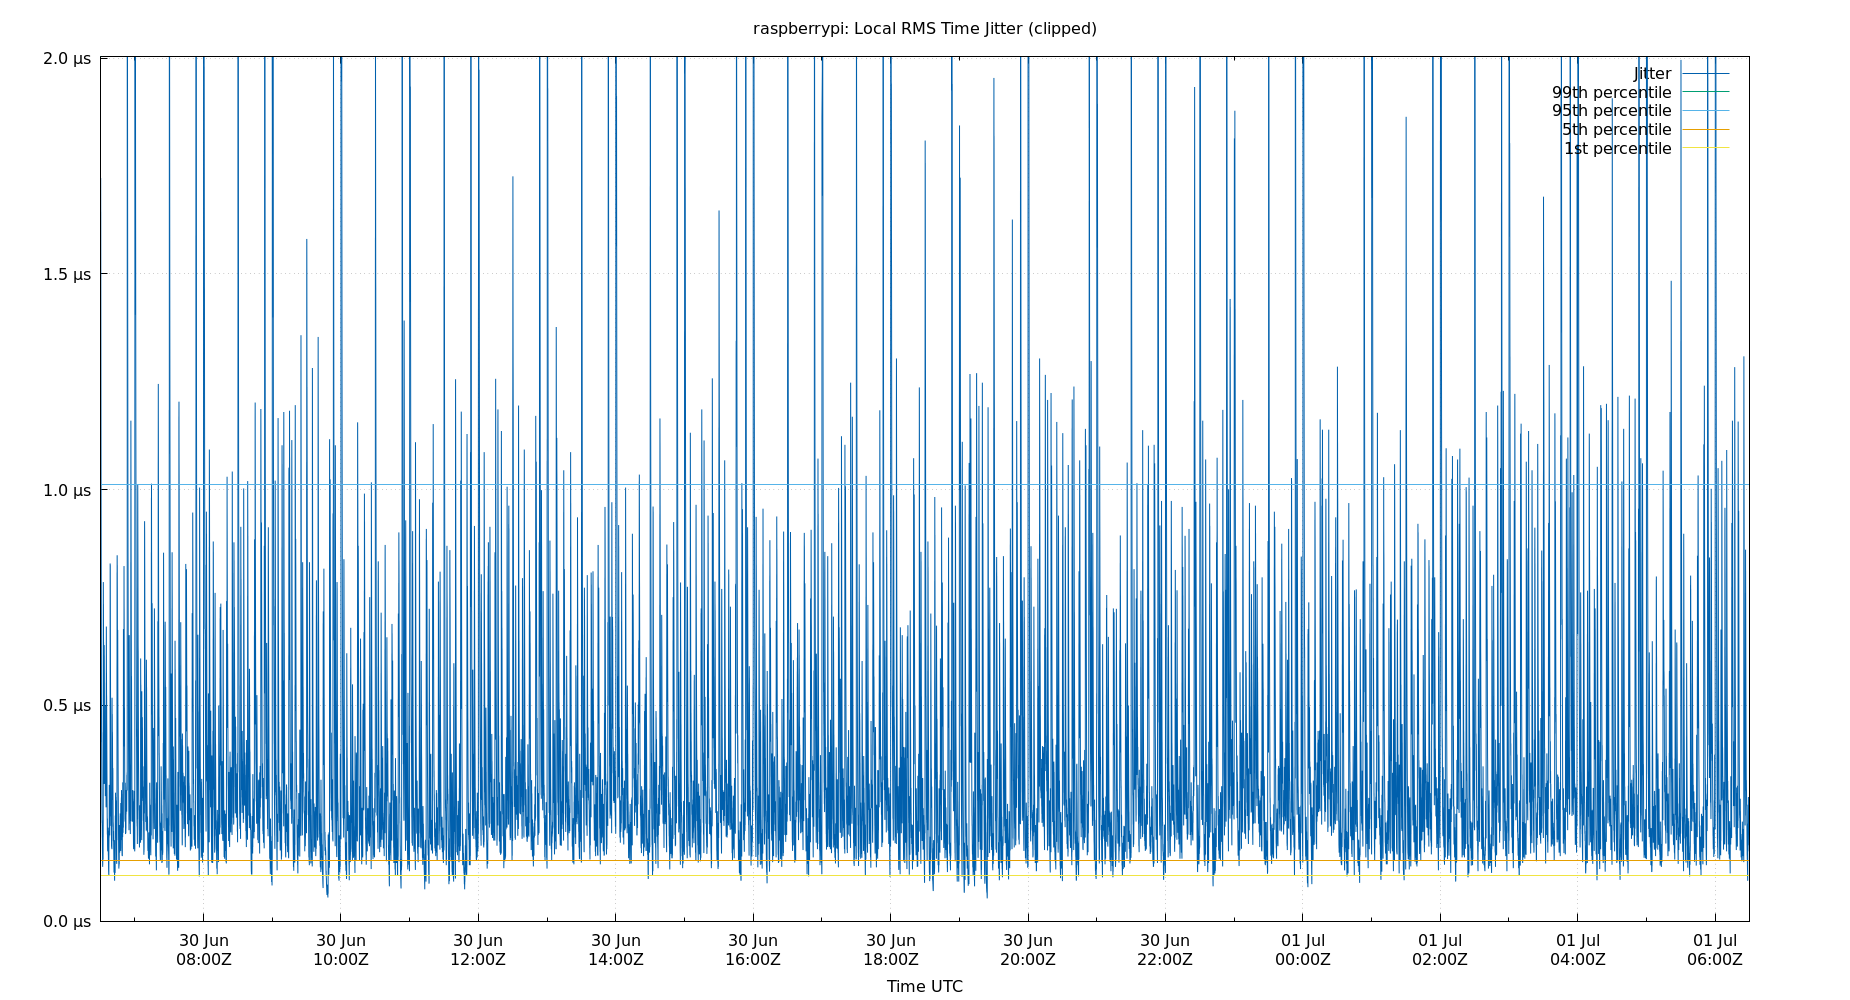 raspberrypi: Local RMS Time Jitter (clipped)
2.0 µs
1.5 µs
1.0 µs
0.5 µs
0.0 µs
Jitter
99th percentile
95th percentile
5th percentile
1st percentile
30 Jun 30 Jun 30 Jun 30 Jun 30 Jun 30 Jun 30 Jun 30 Jun 01 Jul 01 Jul 01 Jul 01 Jul
08:00Z 10:00Z 12:00Z 14:00Z 16:00Z 18:00Z 20:00Z 22:00Z 00:00Z 02:00Z 04:00Z 06:00Z
Time UTC